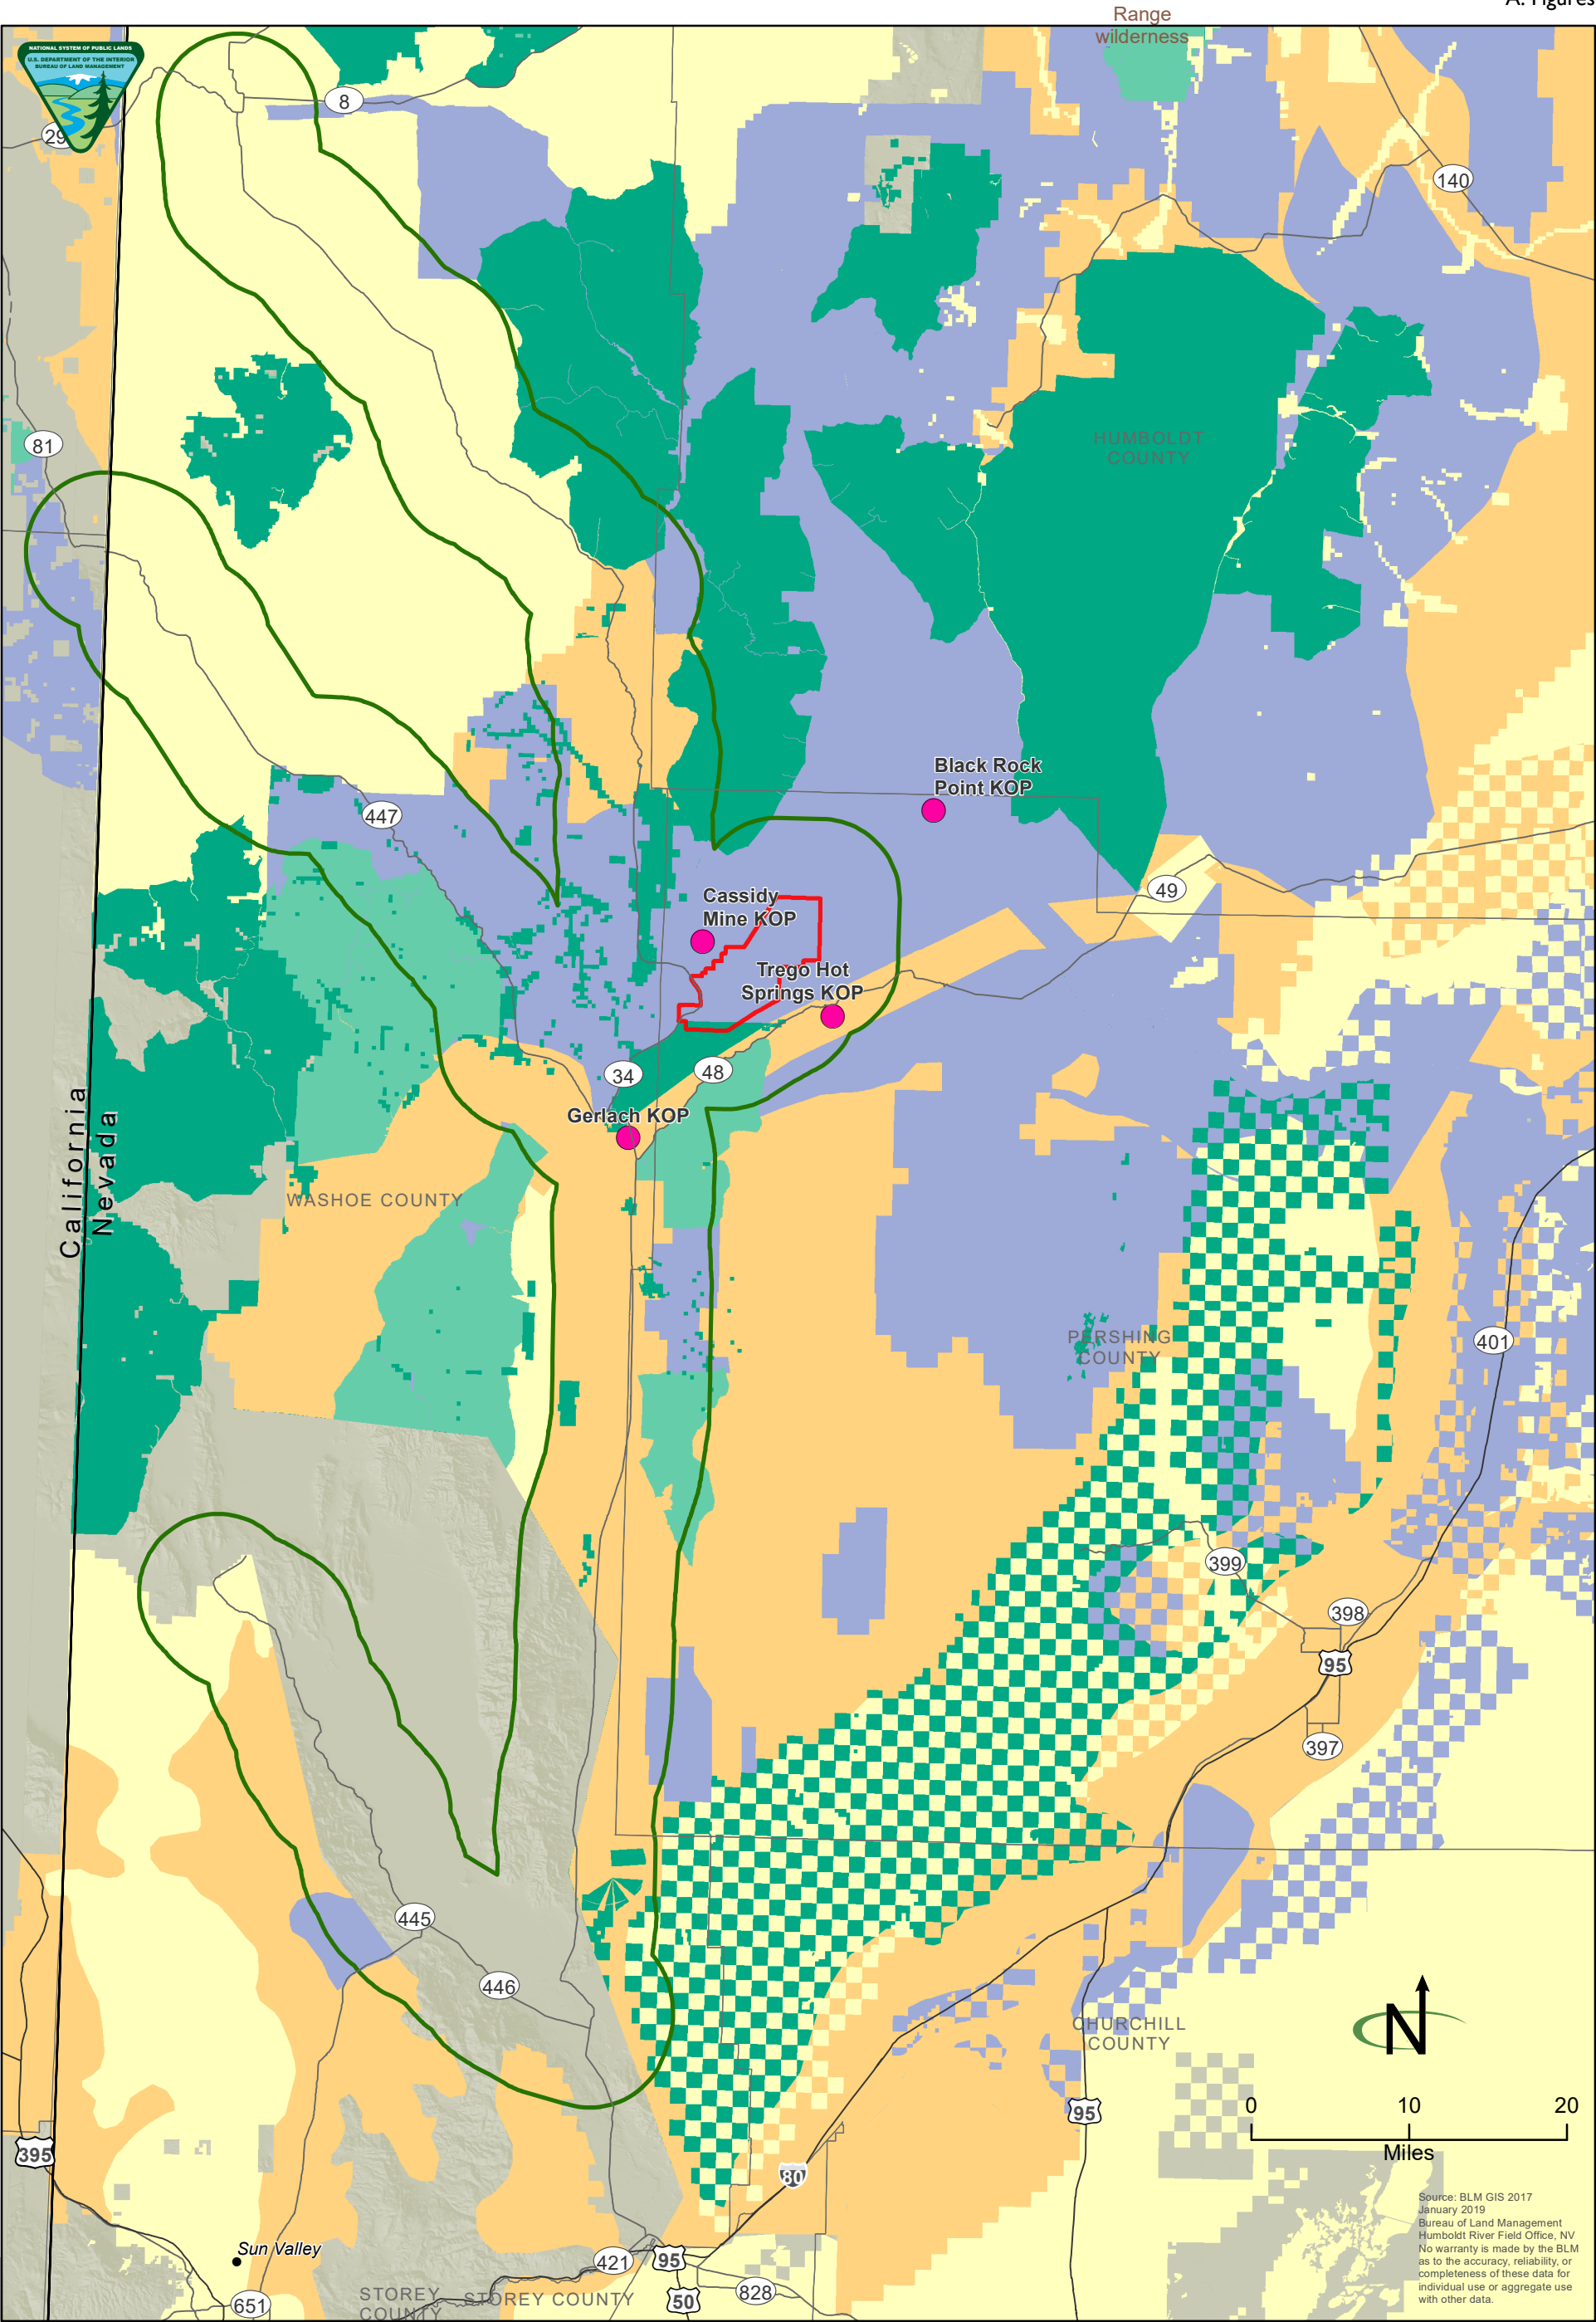 A. Figures
Range
wilderness
NATIONAL SYSTEM OF PUBLIC LANDS
U.S. DEPARTMENT OF THE INTERIOR
BUREAU OF LAND MANAGEMENT
8
29
140
81
HUMBOLDT
COUNTY
Black Rock
Point KOP
447
49
Cassidy
Mine KOP
Trego Hot
Springs KOP
34
48
Gerlach KOP
California
Nevada
WASHOE COUNTY
PERSHING
COUNTY
401
399
398
95
397
445
446
CHURCHILL
COUNTY
N
0 10 20
Miles
95
395
80
Source: BLM GIS 2017
January 2019
Bureau of Land Management
Humboldt River Field Office, NV
No warranty is made by the BLM
as to the accuracy, reliability, or
completeness of these data for
individual use or aggregate use
with other data.
Sun Valley
421
95
50
828
651
STOREY
COUNTY
STOREY COUNTY